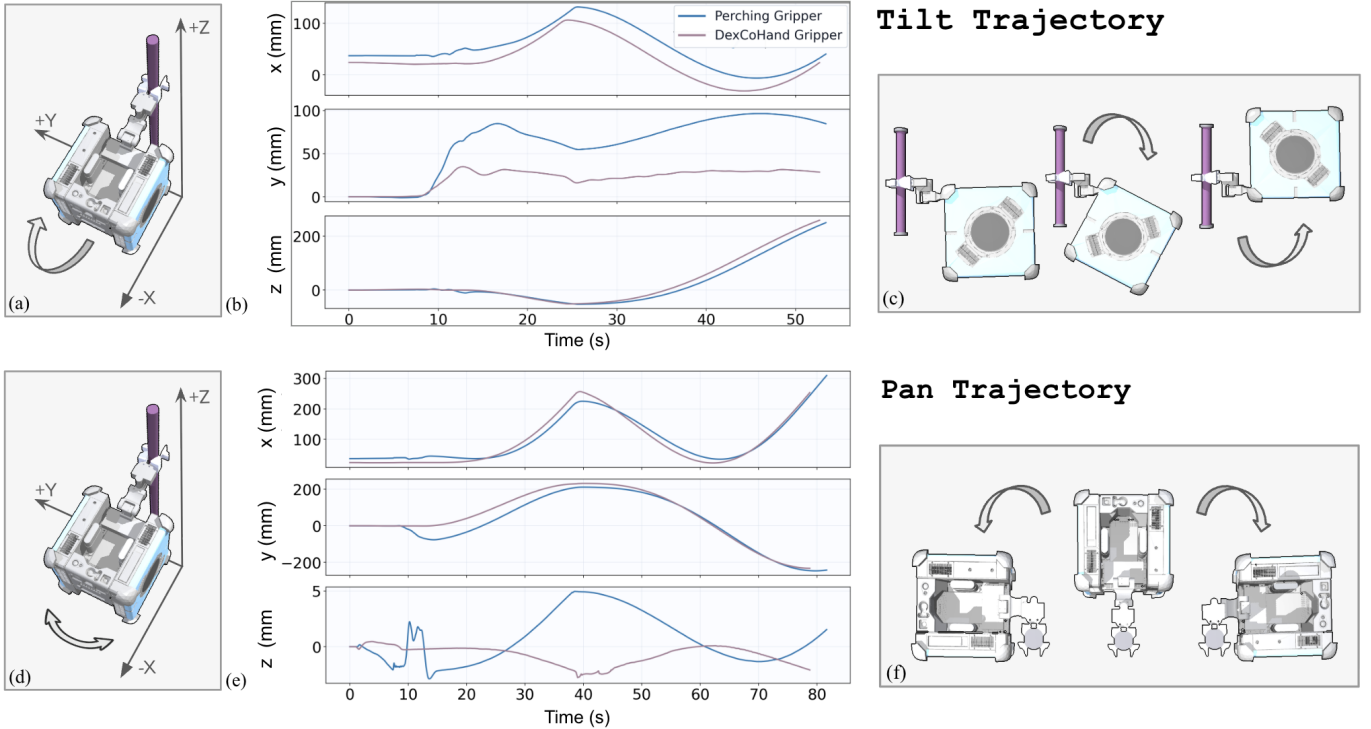 Tilt Trajectory
+Z
+Y
-X
(a)
(b)
x (mm)
100
0
Perching Gripper
DexCoHand Gripper
y (mm)
100
50
0
z (mm)
200
0
0 10 20 30 40 50
Time (s)
(c)
Pan Trajectory
+Z
+Y
-X
(d)
(e)
x (mm)
300
200
100
y (mm)
200
0
−200
z (mm
5
0
0 10 20 30 40 50 60 70 80
Time (s)
(f)